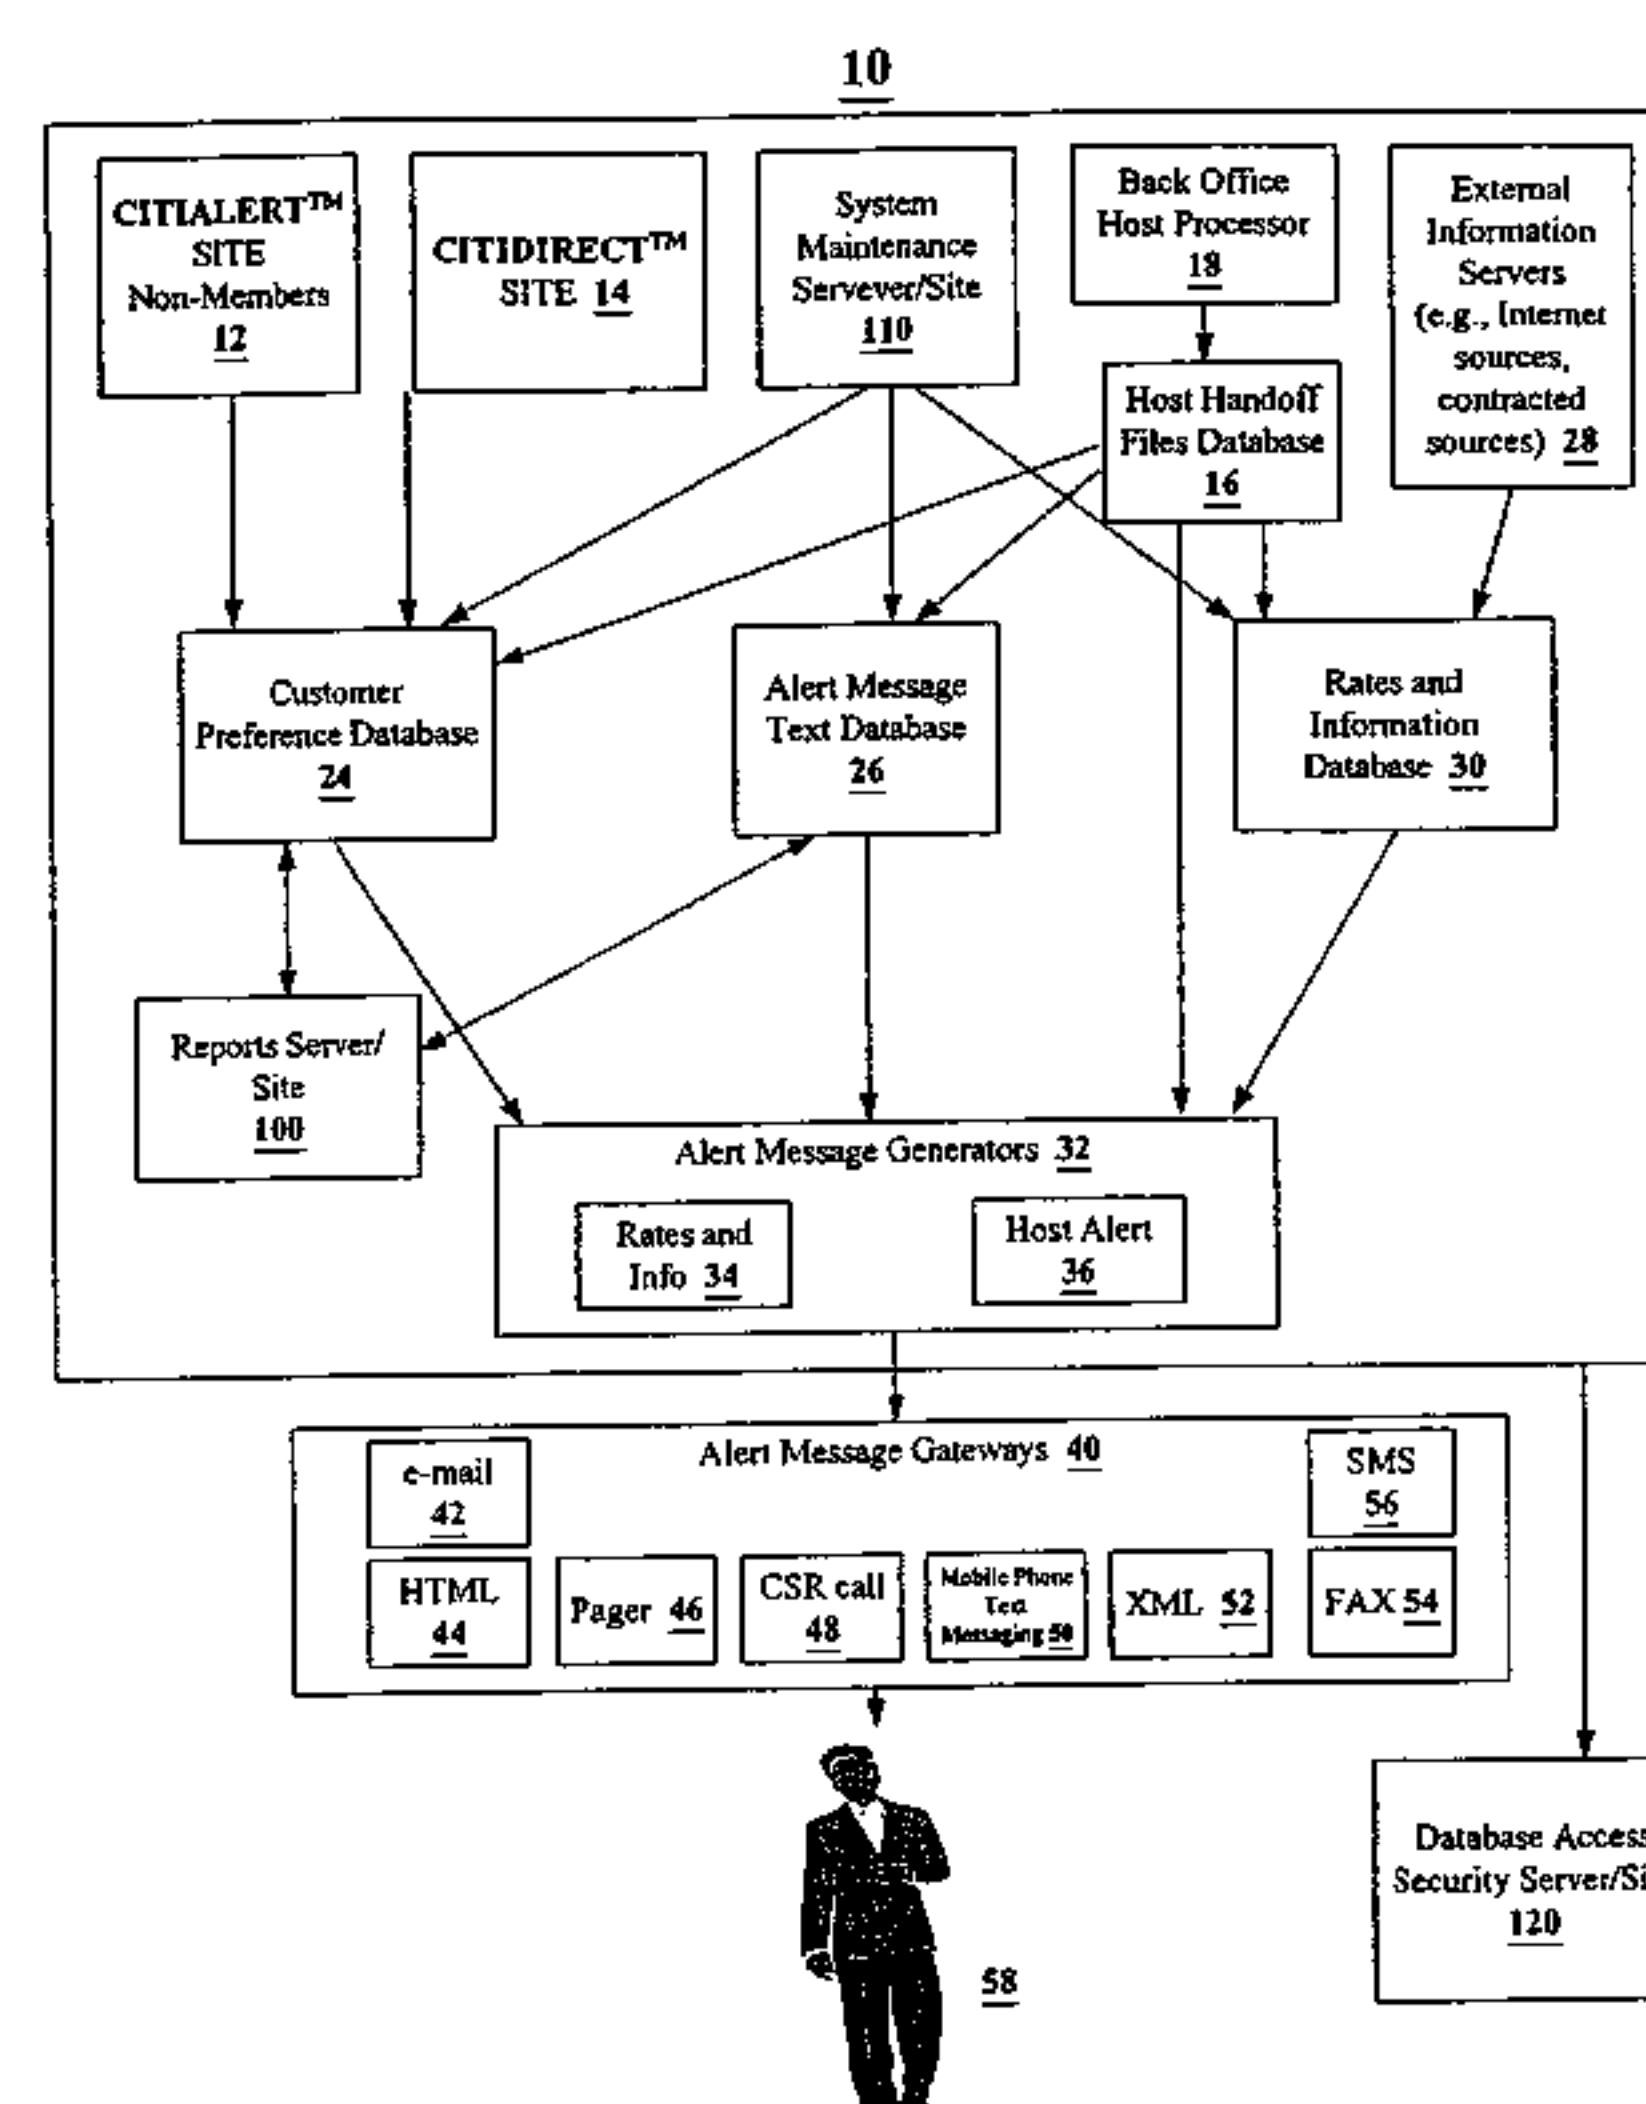 10
CITIALERT™
SITE
Non-Members
12
CITIDIRECT™
SITE 14
System
Maintenance
Servever/Site
110
Back Office
Host Processor
18
External
Information
Servers
(e.g., Internet
sources,
contracted
sources) 28
Host Handoff
Files Database
16
Customer
Preference Database
24
Alert Message
Text Database
26
Rates and
Information
Database 30
Reports Server/
Site
100
Alert Message Generators 32
Rates and
Info 34
Host Alert
36
Alert Message Gateways 40
e-mail
42
SMS
56
HTML
44
Pager 46
CSR call
48
Mobile Phone
Text
Messaging 50
XML 52
FAX 54
Database Access
Security Server/Si
120
58